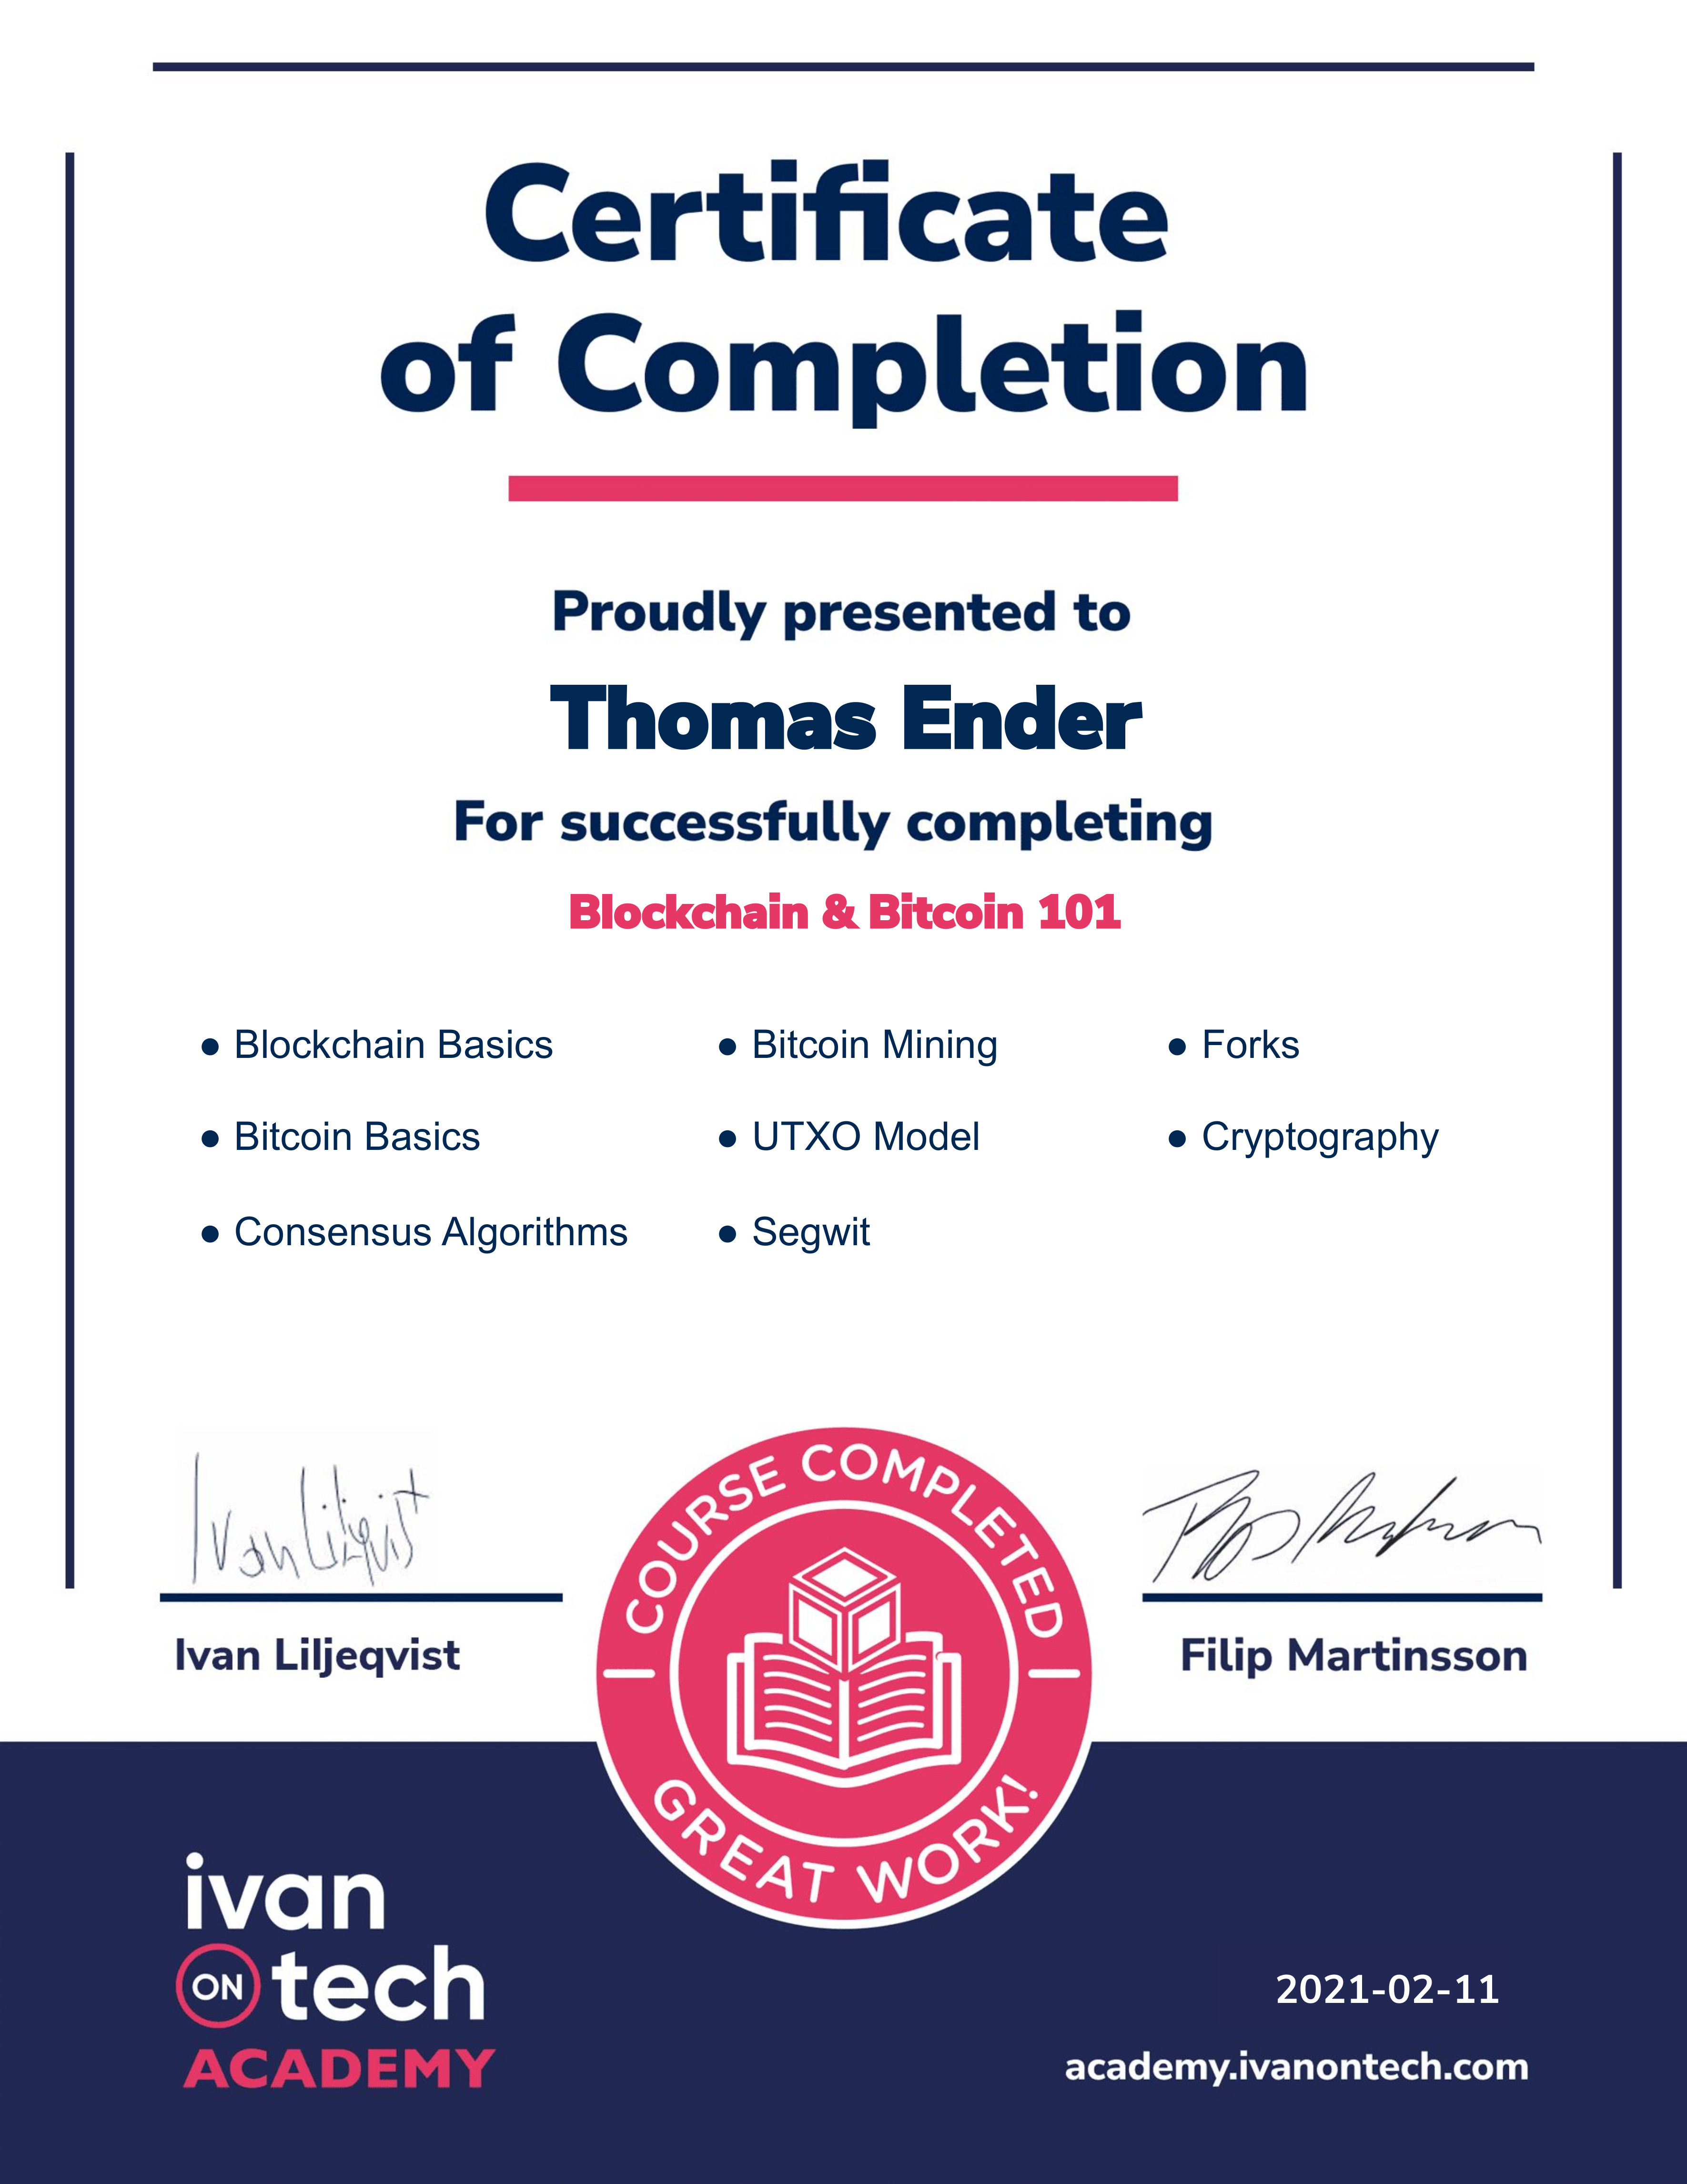 Certificate
of Completion
Proudly presented to
Thomas Ender
For successfully completing
Blockchain & Bitcoin 101
● Blockchain Basics
● Bitcoin Basics
● Consensus Algorithms
● Bitcoin Mining
● UTXO Model
● Segwit
● Forks
● Cryptography
Ivan Liljeqvist
Ivan Liljeqvist
COURSE COMPLETED
GREAT WORK!
Filip Martinsson
ivan
ON tech
ACADEMY
2021-02-11
academy.ivanontech.com